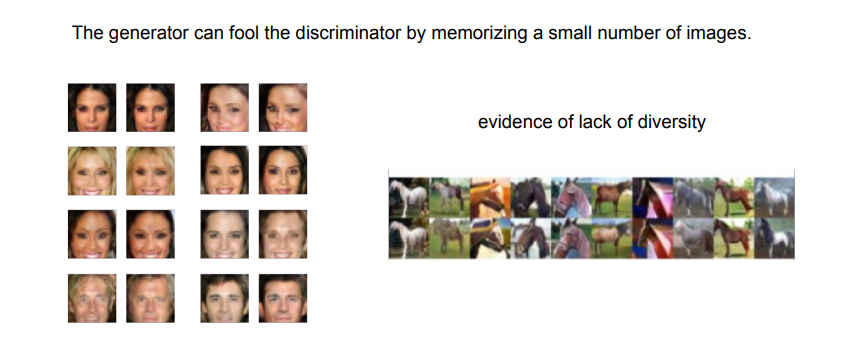 The generator can fool the discriminator by memorizing a small number of images.
evidence of lack of diversity